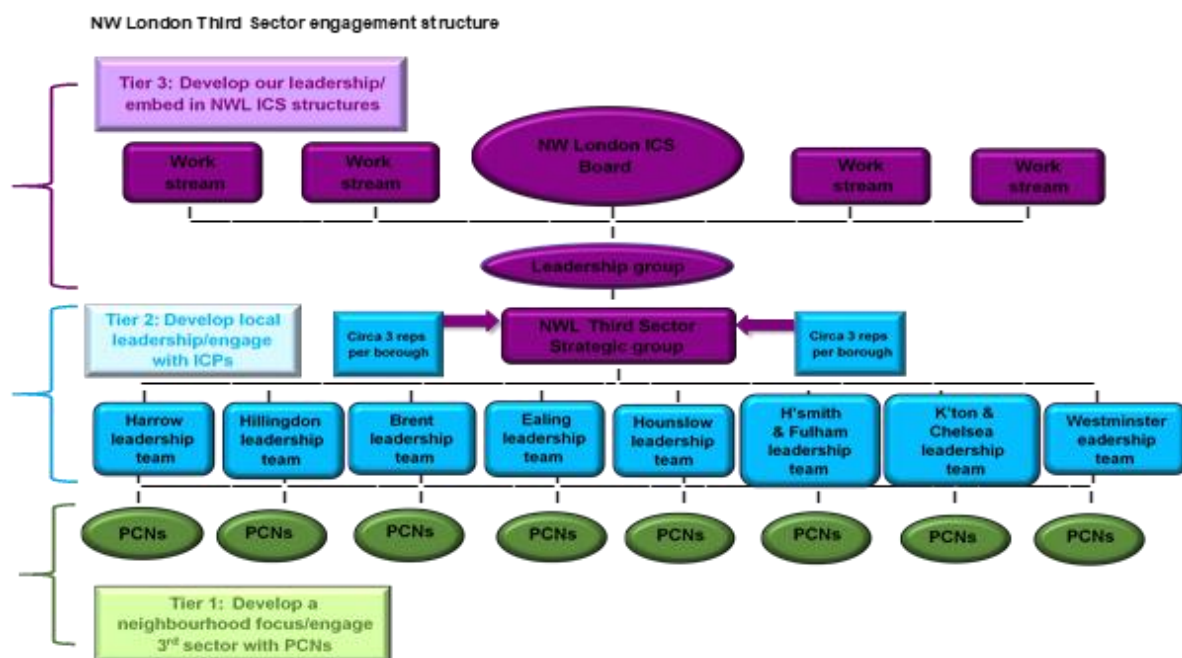 NW London Third Sector engagement structure
Tier 3: Develop our leadership/
embed in NWL ICS structures
Work
stream
Work
stream
NW London ICS
Board
Work
stream
Work
stream
Leadership group
Tier 2: Develop local
leadership/engage
with ICPs
Circa 3 reps
per borough
NWL Third Sector
Strategic group
Circa 3 reps
per borough
Harrow
leadership
team
Hillingdon
leadership
team
Brent
leadership
team
Ealing
leadership
team
Hounslow
leadership
team
H'smith
& Fulham
leadership
team
K'ton &
Chelsea
leadership
team
Westminster
eadership
team
PCNs
PCNs
PCNs
PCNs
PCNs
PCNs
PCNs
PCNs
Tier 1: Develop a
neighbourhood focus/engage
3rd sector with PCNs